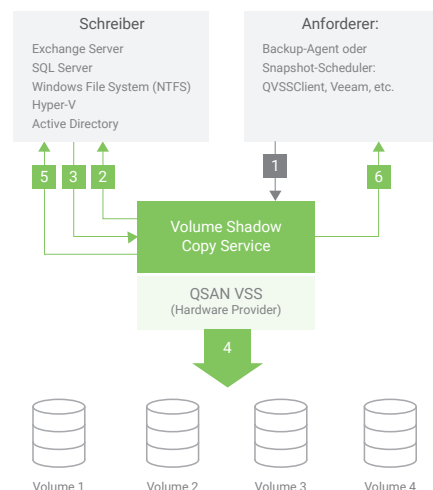 Schreiber
Exchange Server
SQL Server
Windows File System (NTFS)
Hyper-V
Active Directory
Anforderer:
Backup-Agent oder
Snapshot-Scheduler:
QVSSClient, Veeam, etc.
5
3
2
1
6
Volume Shadow
Copy Service
QSAN VSS
(Hardware Provider)
4
Volume 1
Volume 2
Volume 3
Volume 4